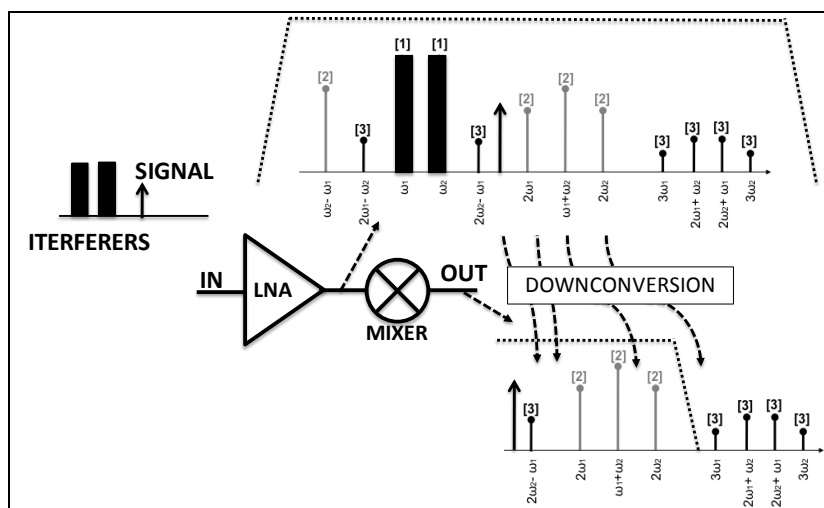 [1] [1]
[2] [2] [2] [2]
[3] [3] [3] [3] [3] [3]
ω2- ω1
2ω1- ω2
ω1
ω2
2ω2- ω1
2ω1
ω1+ω2
2ω2
3ω1
2ω1+ ω2
2ω2+ ω1
3ω2
SIGNAL
ITERFERERS
IN
LNA
MIXER
OUT
DOWNCONVERSION
[3] [2] [2] [2] [3] [3] [3] [3]
2ω2- ω1
2ω1
ω1+ω2
2ω2
3ω1
2ω1+ ω2
2ω2+ ω1
3ω2